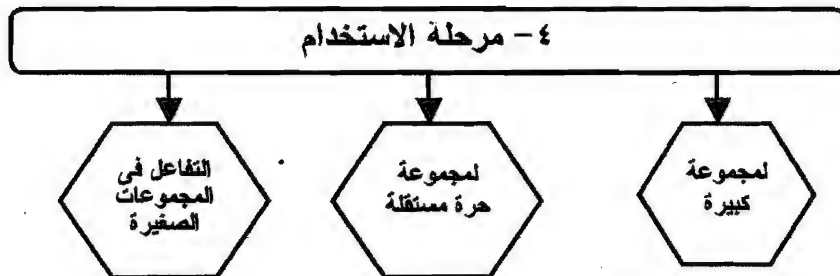 ٤ - مرحلة الاستخدام
لمجموعة
كبيرة
لمجموعة
حرة مستقلة
التفاعل فى
المجموعات
الصغيرة